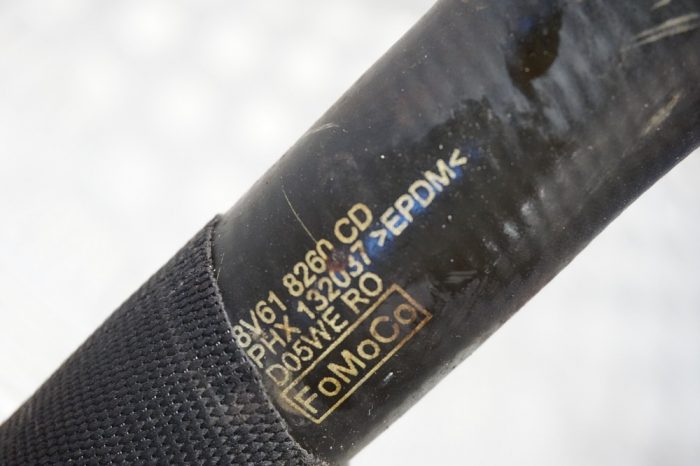 8V61 8260 CD
PHX 132037 >EPDM<
D05WE RO
FoMoCo